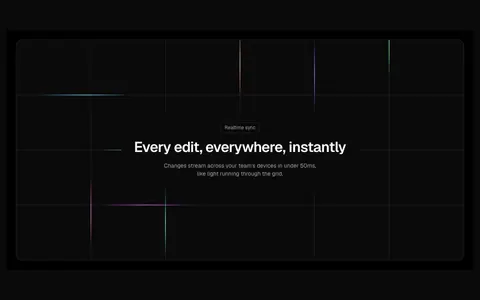 Realtime sync
Every edit, everywhere, instantly
Changes stream across your team's devices in under 50ms,
like light running through the grid.